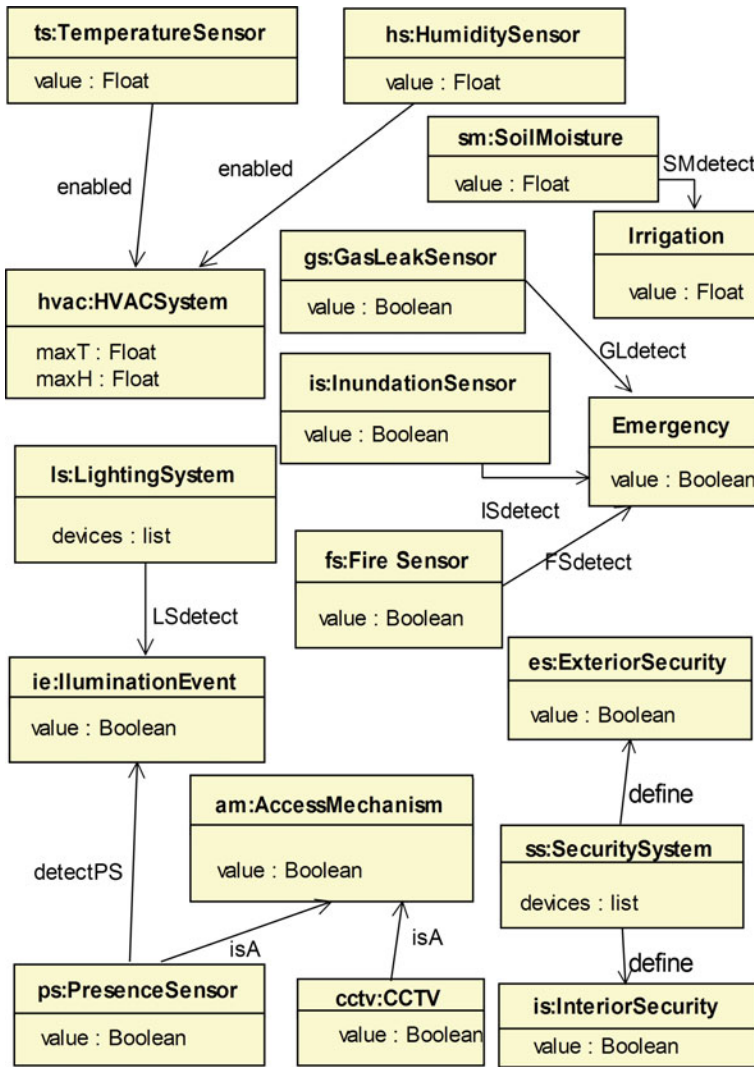 ts:TemperatureSensor
value : Float
hs:HumiditySensor
value : Float
enabled
enabled
sm:SoilMoisture
value : Float
SMdetect
Irrigation
value : Float
hvac:HVACSystem
maxT : Float
maxH : Float
gs:GasLeakSensor
value : Boolean
GLdetect
is:InundationSensor
value : Boolean
Emergency
value : Boolean
ISdetect
ls:LightingSystem
devices : list
LSdetect
fs:Fire Sensor
value : Boolean
FSdetect
ie:IluminationEvent
value : Boolean
es:ExteriorSecurity
value : Boolean
define
am:AccessMechanism
value : Boolean
detectPS
isA
isA
ss:SecuritySystem
devices : list
define
ps:PresenceSensor
value : Boolean
cctv:CCTV
value : Boolean
is:InteriorSecurity
value : Boolean